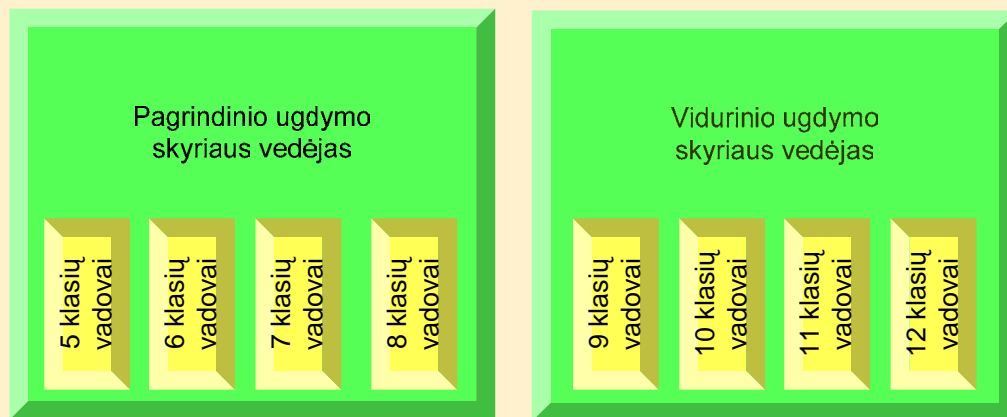 Pagrindinio ugdymo
skyriaus vedėjas
5 klasių
vadovai
6 klasių
vadovai
7 klasių
vadovai
8 klasių
vadovai
Vidurinio ugdymo
skyriaus vedėjas
9 klasių
vadovai
10 klasių
vadovai
11 klasių
vadovai
12 klasių
vadovai